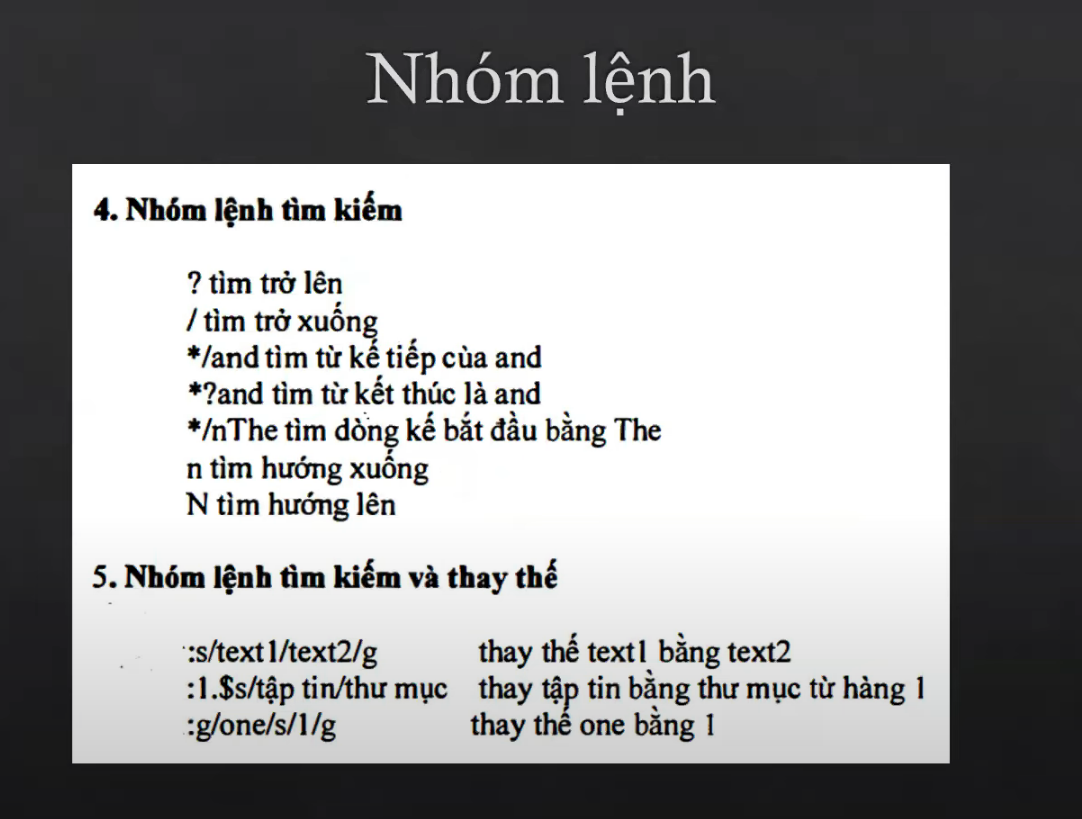 Nhóm lệnh
4. Nhóm lệnh tìm kiếm
? tìm trở lên
/ tìm trở xuống
*/and tìm từ kế tiếp của and
*?and tìm từ kết thúc là and
*/nThe tìm dòng kế bắt đầu bằng The
n tìm hướng xuống
N tìm hướng lên
5. Nhóm lệnh tìm kiếm và thay thế
:s/text1/text2/g thay thế text1 bằng text2
:1.$s/tập tin/thư mục thay tập tin bằng thư mục từ hàng 1
:g/one/s/1/g thay thế one bằng 1